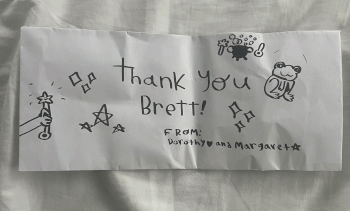 Thank you
Brett!
FROM:
Dorothy♥ and Margaret☆